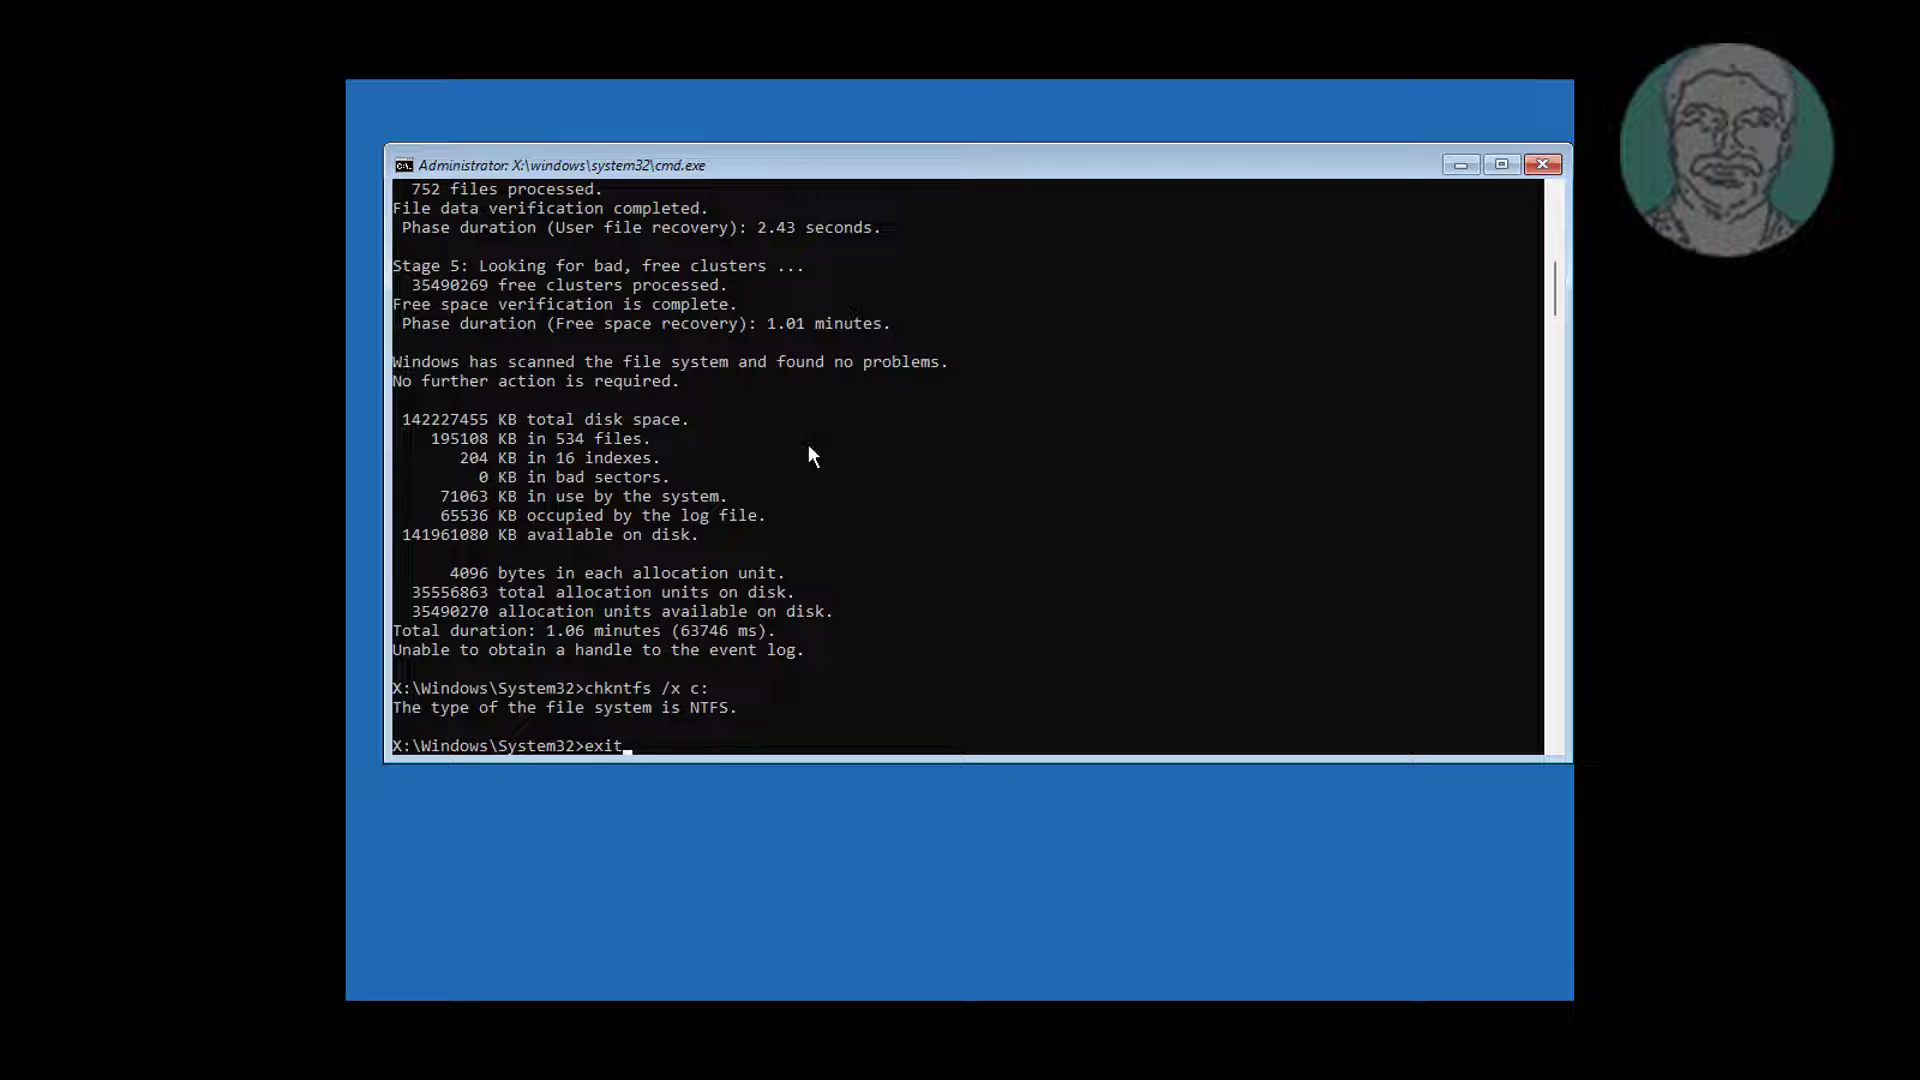 Administrator: X:\windows\system32\cmd.exe
752 files processed.
File data verification completed.
Phase duration (User file recovery): 2.43 seconds.
Stage 5: Looking for bad, free clusters ...
35490269 free clusters processed.
Free space verification is complete.
Phase duration (Free space recovery): 1.01 minutes.
Windows has scanned the file system and found no problems.
No further action is required.
142227455 KB total disk space.
195108 KB in 534 files.
204 KB in 16 indexes.
0 KB in bad sectors.
71063 KB in use by the system.
65536 KB occupied by the log file.
141961080 KB available on disk.
4096 bytes in each allocation unit.
35556863 total allocation units on disk.
35490270 allocation units available on disk.
Total duration: 1.06 minutes (63746 ms).
Unable to obtain a handle to the event log.
X:\Windows\System32>chkntfs /x c:
The type of the file system is NTFS.
X:\Windows\System32>exit